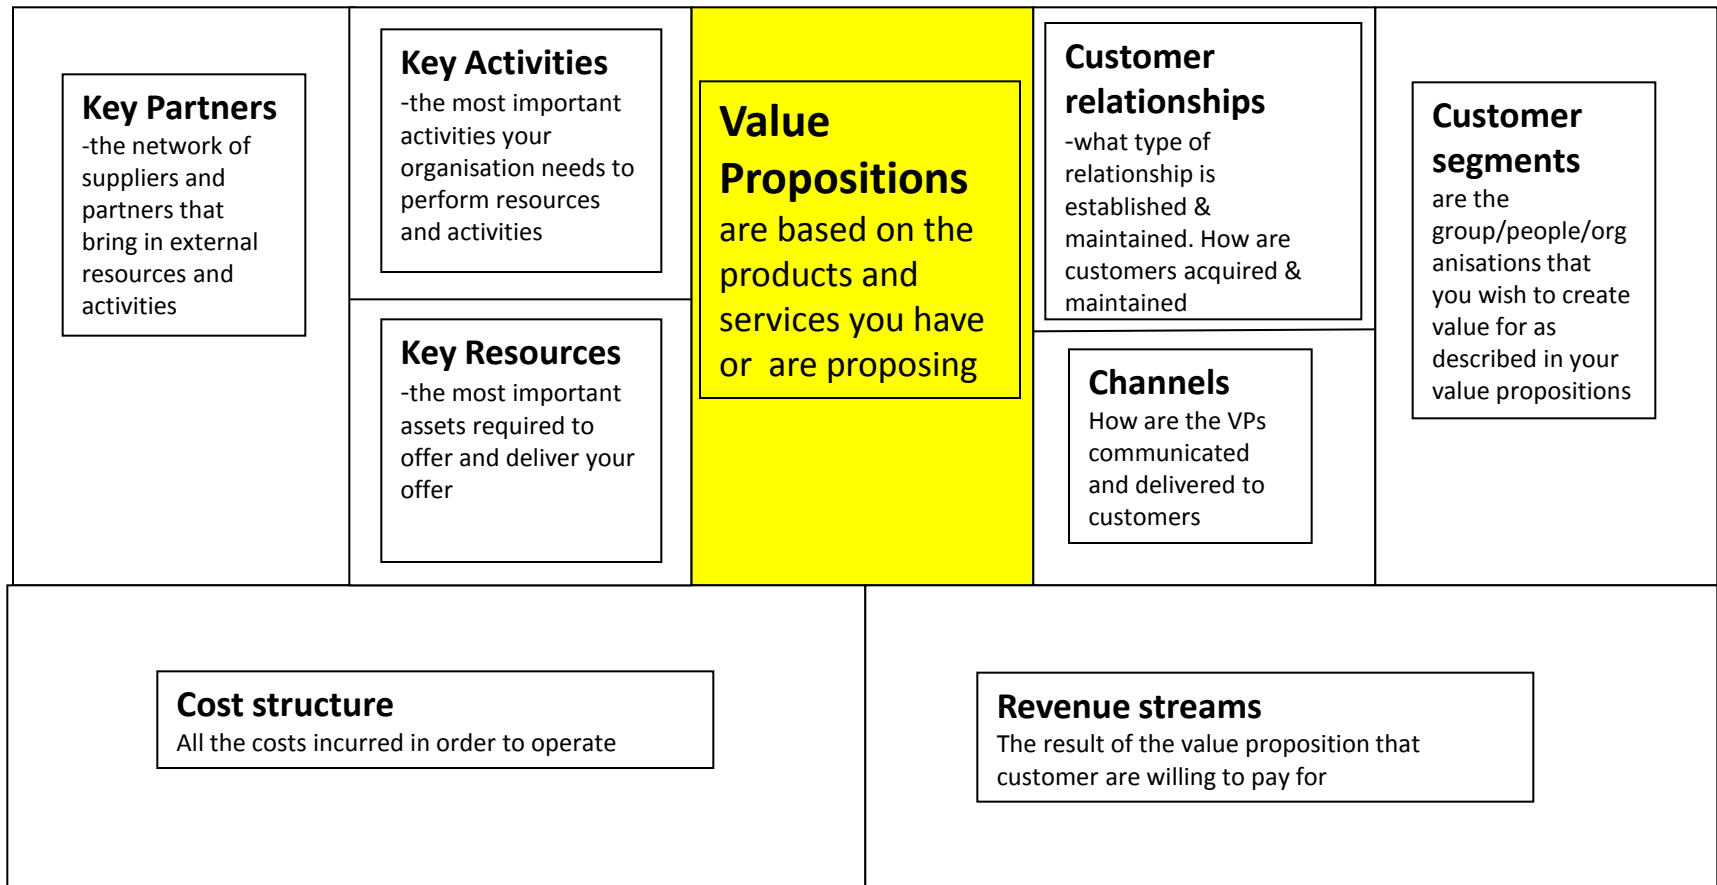 Key Partners
-the network of
suppliers and
partners that
bring in external
resources and
activities
Key Activities
-the most important
activities your
organisation needs to
perform resources
and activities
Key Resources
-the most important
assets required to
offer and deliver your
offer
Value
Propositions
are based on the
products and
services you have
or  are proposing
Customer
relationships
-what type of
relationship is
established &
maintained. How are
customers acquired &
maintained
Channels
How are the VPs
communicated
and delivered to
customers
Customer
segments
are the
group/people/org
anisations that
you wish to create
value for as
described in your
value propositions
Cost structure
All the costs incurred in order to operate
Revenue streams
The result of the value proposition that
customer are willing to pay for